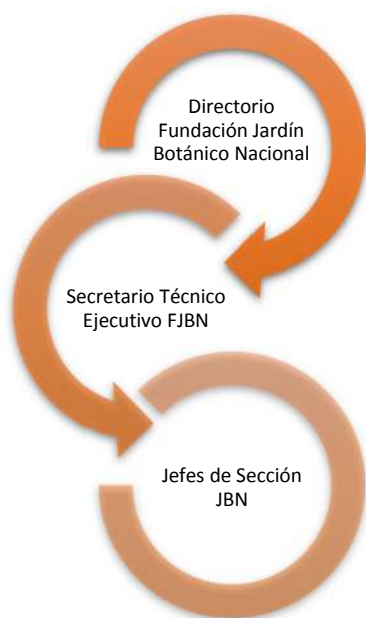 Directorio
Fundación Jardín
Botánico Nacional
Secretario Técnico
Ejecutivo FJBN
Jefes de Sección
JBN